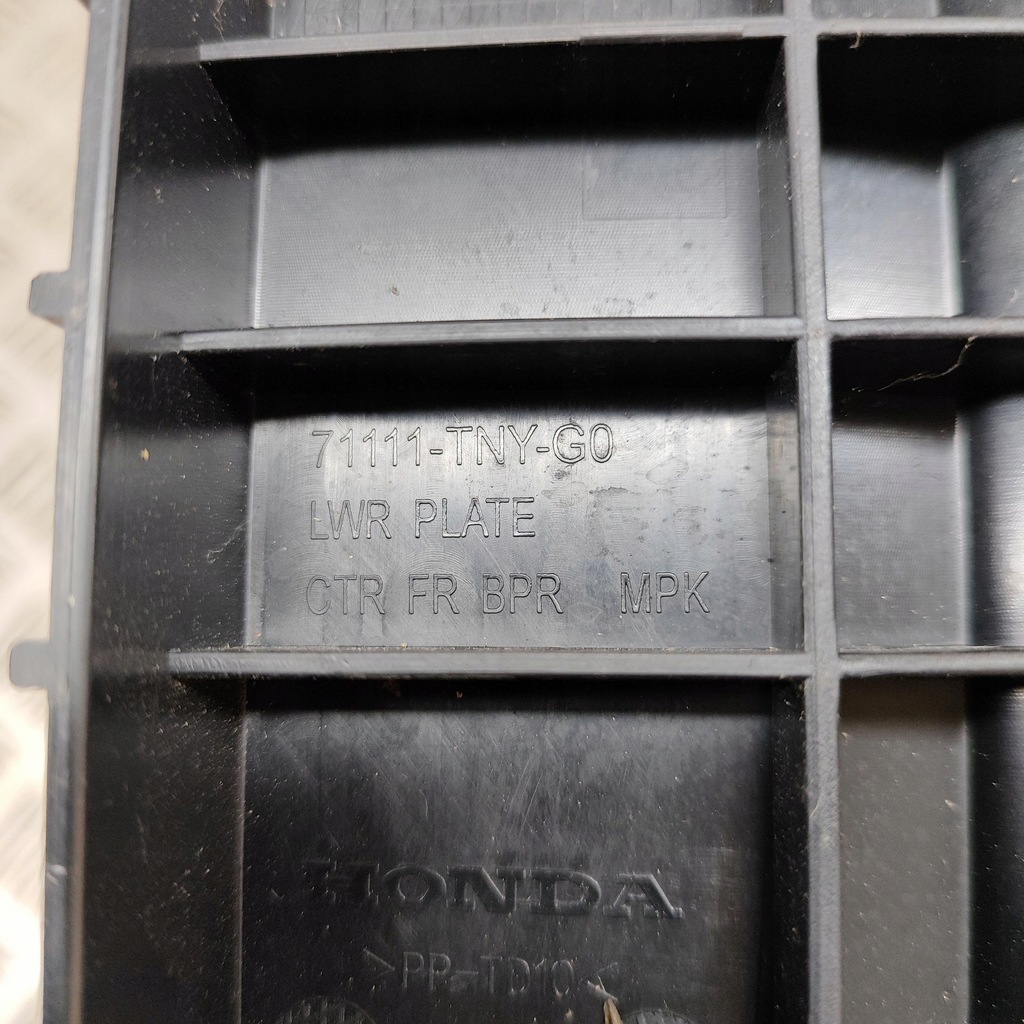 71111-TNY-G0
LWR PLATE
CTR FR BPR MPK
HONDA
>PP-TD10<